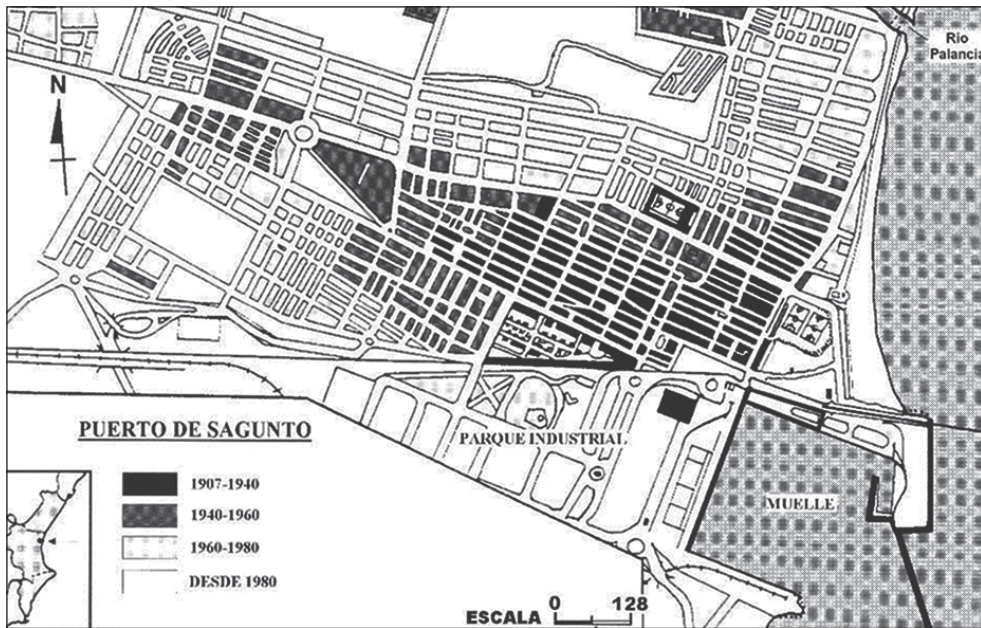 Río
Palancia
N
PUERTO DE SAGUNTO
PARQUE INDUSTRIAL
1907-1940
1940-1960
1960-1980
DESDE 1980
MUELLE
ESCALA
0 128